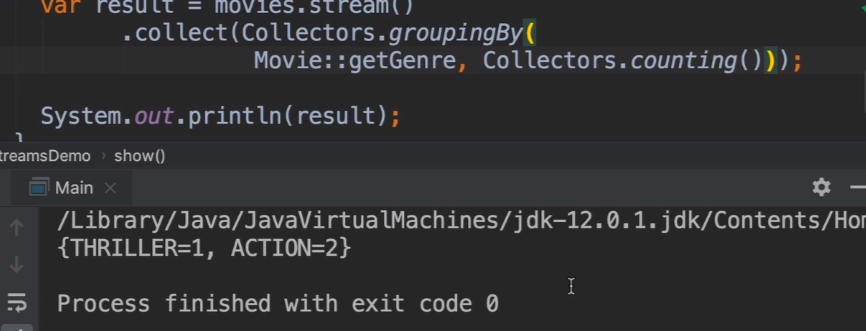 var result = movies.stream()
.collect(Collectors.groupingBy(
Movie::getGenre, Collectors.counting()));
System.out.println(result);
}
treamsDemo › show()
Main ×
/Library/Java/JavaVirtualMachines/jdk-12.0.1.jdk/Contents/Hom
{THRILLER=1, ACTION=2}
Process finished with exit code 0